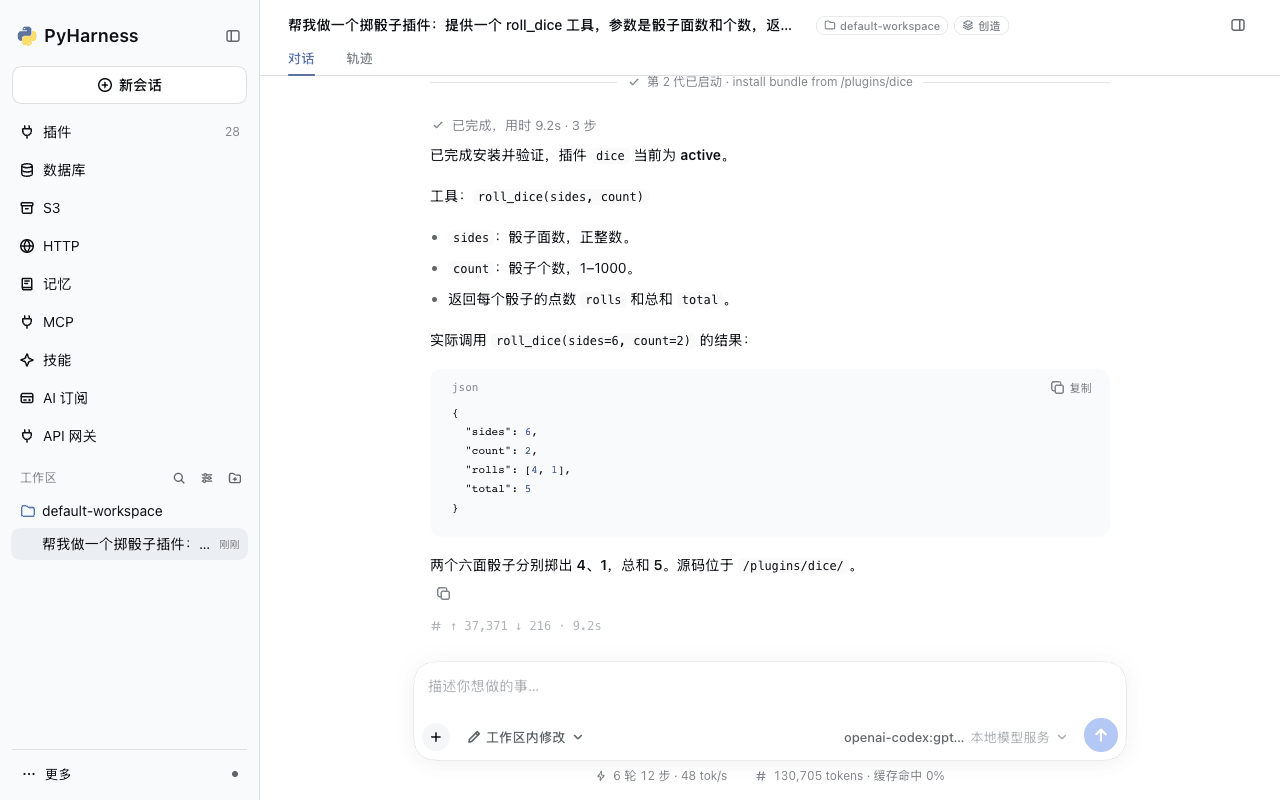 PyHarness
新会话
插件 28
数据库
S3
HTTP
记忆
MCP
技能
AI 订阅
API 网关
工作区
default-workspace
帮我做一个掷骰子插件：... 刚刚
更多
帮我做一个掷骰子插件：提供一个 roll_dice 工具，参数是骰子面数和个数，返...
default-workspace
创造
对话 轨迹
第 2 代已启动 · install bundle from /plugins/dice
已完成，用时 9.2s · 3 步
已完成安装并验证，插件 dice 当前为 active。
工具： roll_dice(sides, count)
sides：骰子面数，正整数。
count：骰子个数，1–1000。
返回每个骰子的点数 rolls 和总和 total。
实际调用 roll_dice(sides=6, count=2) 的结果：
json 复制
{
"sides": 6,
"count": 2,
"rolls": [4, 1],
"total": 5
}
两个六面骰子分别掷出 4、1，总和 5。源码位于 /plugins/dice/。
# ↑ 37,371 ↓ 216 · 9.2s
描述你想做的事...
工作区内修改
openai-codex:gpt... 本地模型服务
6 轮 12 步 · 48 tok/s
# 130,705 tokens · 缓存命中 0%